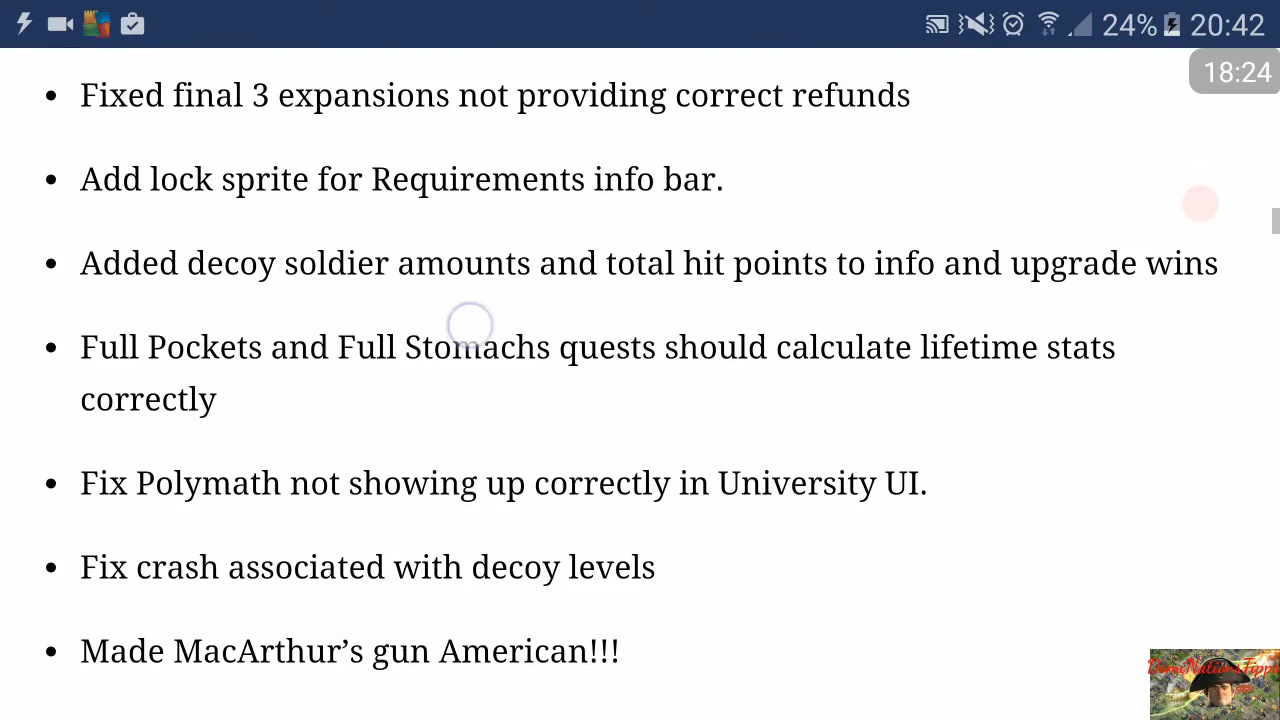 24% 20:42
18:24
• Fixed final 3 expansions not providing correct refunds
• Add lock sprite for Requirements info bar.
• Added decoy soldier amounts and total hit points to info and upgrade wins
• Full Pockets and Full Stomachs quests should calculate lifetime stats
correctly
• Fix Polymath not showing up correctly in University UI.
• Fix crash associated with decoy levels
• Made MacArthur’s gun American!!!